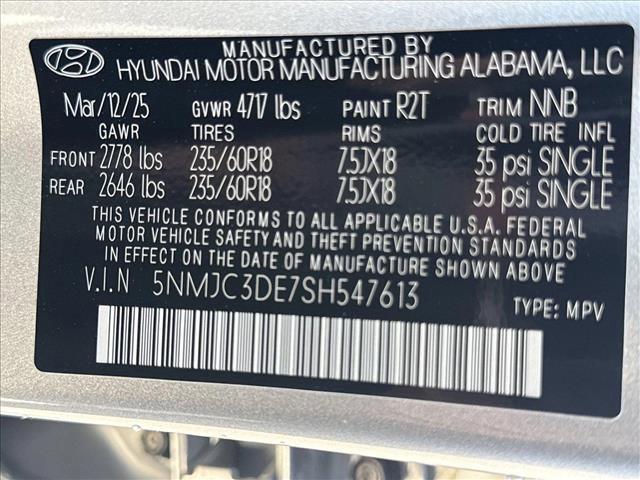 MANUFACTURED BY
HYUNDAI MOTOR MANUFACTURING ALABAMA, LLC
Mar/12/25 GVWR 4717 lbs PAINT R2T TRIM NNB
GAWR TIRES RIMS COLD TIRE INFL
FRONT 2778 lbs 235/60R18 7.5JX18 35 psi SINGLE
REAR 2646 lbs 235/60R18 7.5JX18 35 psi SINGLE
THIS VEHICLE CONFORMS TO ALL APPLICABLE U.S.A. FEDERAL
MOTOR VEHICLE SAFETY AND THEFT PREVENTION STANDARDS
IN EFFECT ON THE DATE OF MANUFACTURE SHOWN ABOVE.
V.I.N 5NMJC3DE7SH547613
TYPE: MPV